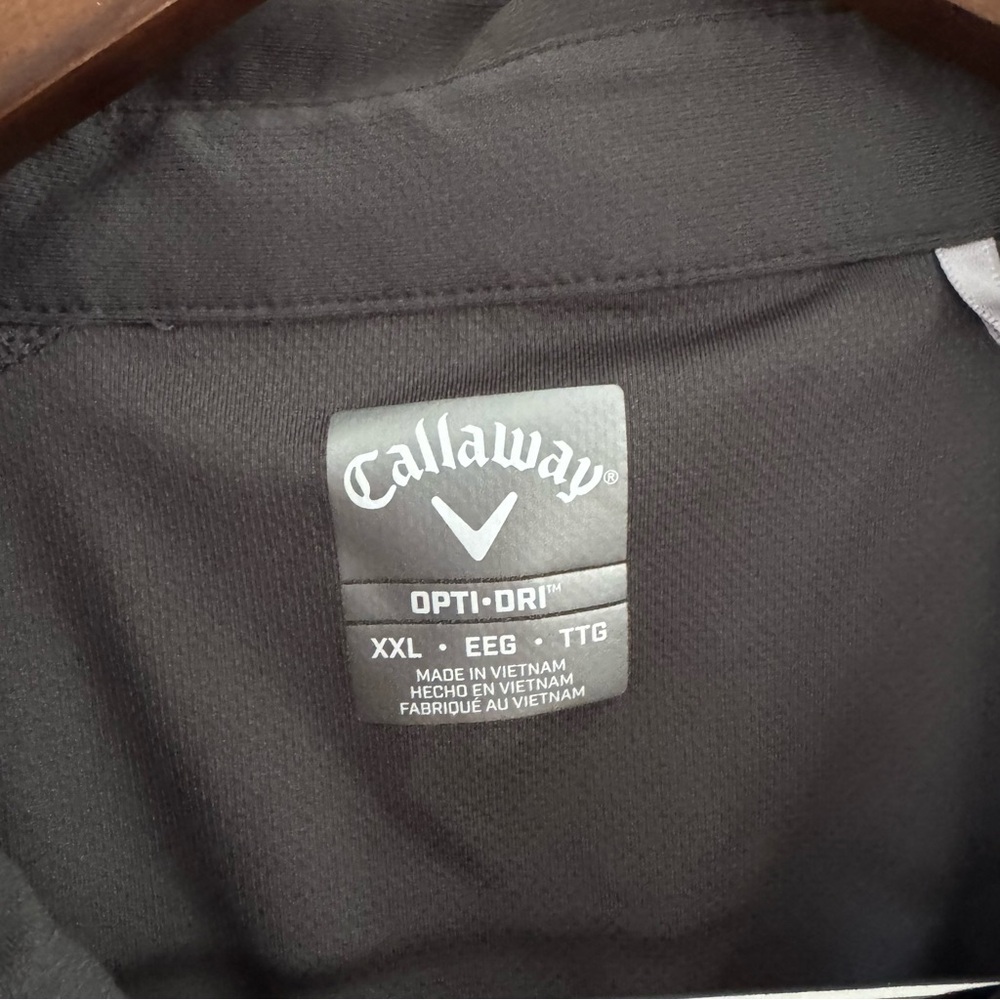 Callaway®
OPTI•DRI™
XXL • EEG • TTG
MADE IN VIETNAM
HECHO EN VIETNAM
FABRIQUÉ AU VIETNAM